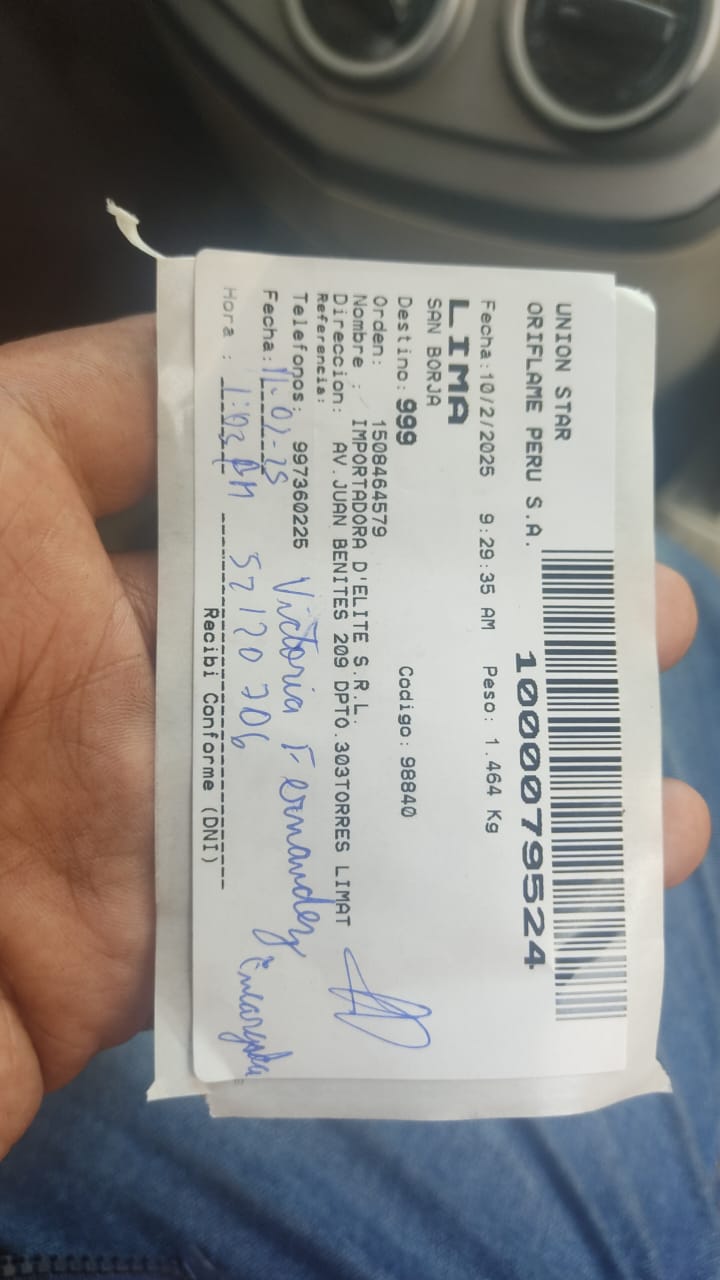 UNION STAR
ORIFLAME PERU S.A.
1000079524
Fecha:10/2/2025 9:29:35 AM Peso: 1.464 Kg
LIMA
SAN BORJA
Destino: 999 Codigo: 98840
Orden: 1508464579
Nombre : IMPORTADORA D'ELITE S.R.L.
Direccion: AV.JUAN BENITES 209 DPTO.303TORRES LIMAT
Referencia:
Telefonos: 997360225 Victoria Fernandez
Fecha: 11-02-25 Encargada
Hora : 1:02 PM 52120706
Recibi Conforme (DNI)